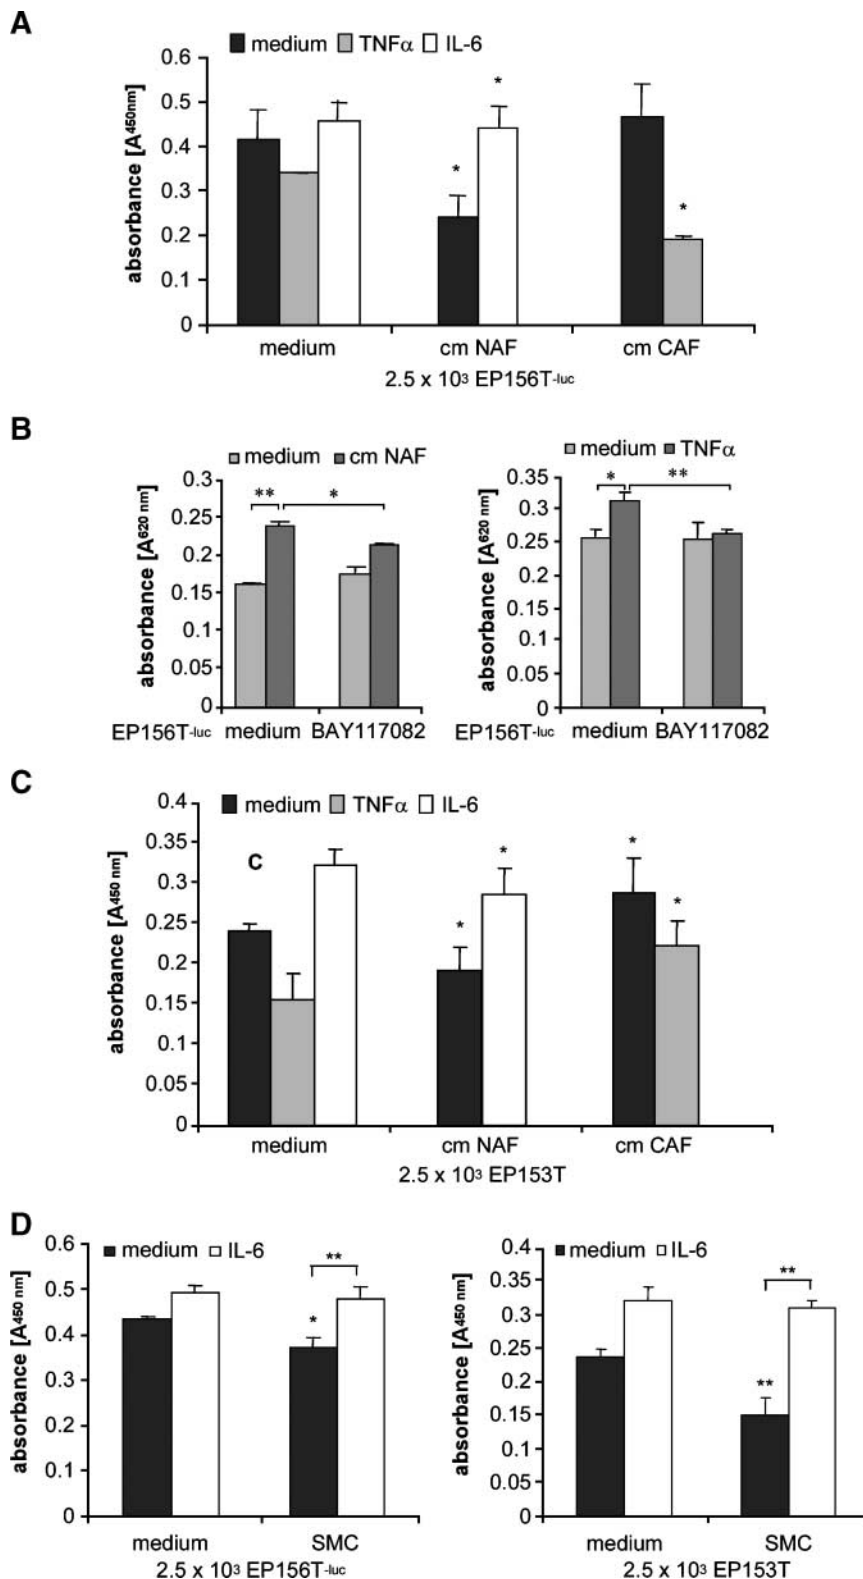 A
medium TNFα IL-6
absorbance [A450nm]
0.6
0.5
0.4
0.3
0.2
0.1
0
*
*
*
medium cm NAF cm CAF
2.5 x 10³ EP156T-luc
B
medium cm NAF
absorbance [A620 nm]
0.3
0.25
0.2
0.15
0.1
0.05
0
** *
EP156T-luc medium BAY117082
medium TNFα
absorbance [A620 nm]
0.35
0.3
0.25
0.2
0.15
0.1
0.05
0
* **
EP156T-luc medium BAY117082
C
medium TNFα IL-6
absorbance [A450 nm]
0.4
0.35
0.3
0.25
0.2
0.15
0.1
0.05
0
C
*
*
*
*
medium cm NAF cm CAF
2.5 x 10³ EP153T
D
medium IL-6
absorbance [A450 nm]
0.6
0.5
0.4
0.3
0.2
0.1
0
**
*
medium SMC
2.5 x 10³ EP156T-luc
medium IL-6
absorbance [A450 nm]
0.4
0.35
0.3
0.25
0.2
0.15
0.1
0.05
0
**
**
medium SMC
2.5 x 10³ EP153T